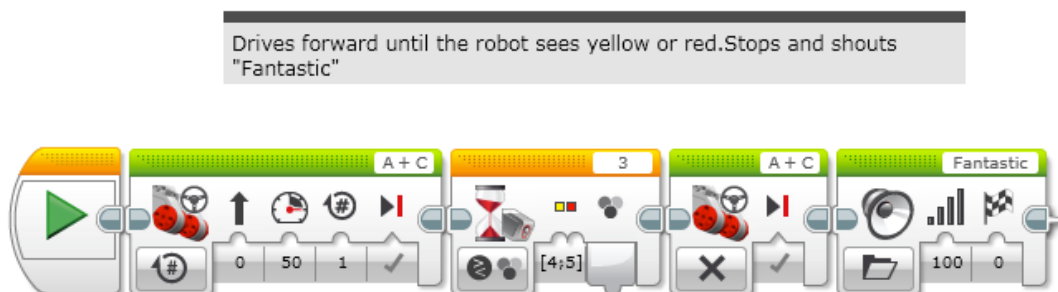 Drives forward until the robot sees yellow or red.Stops and shouts
"Fantastic"
A + C
3
A + C
Fantastic
#
#
0
50
1
[4;5]
100
0